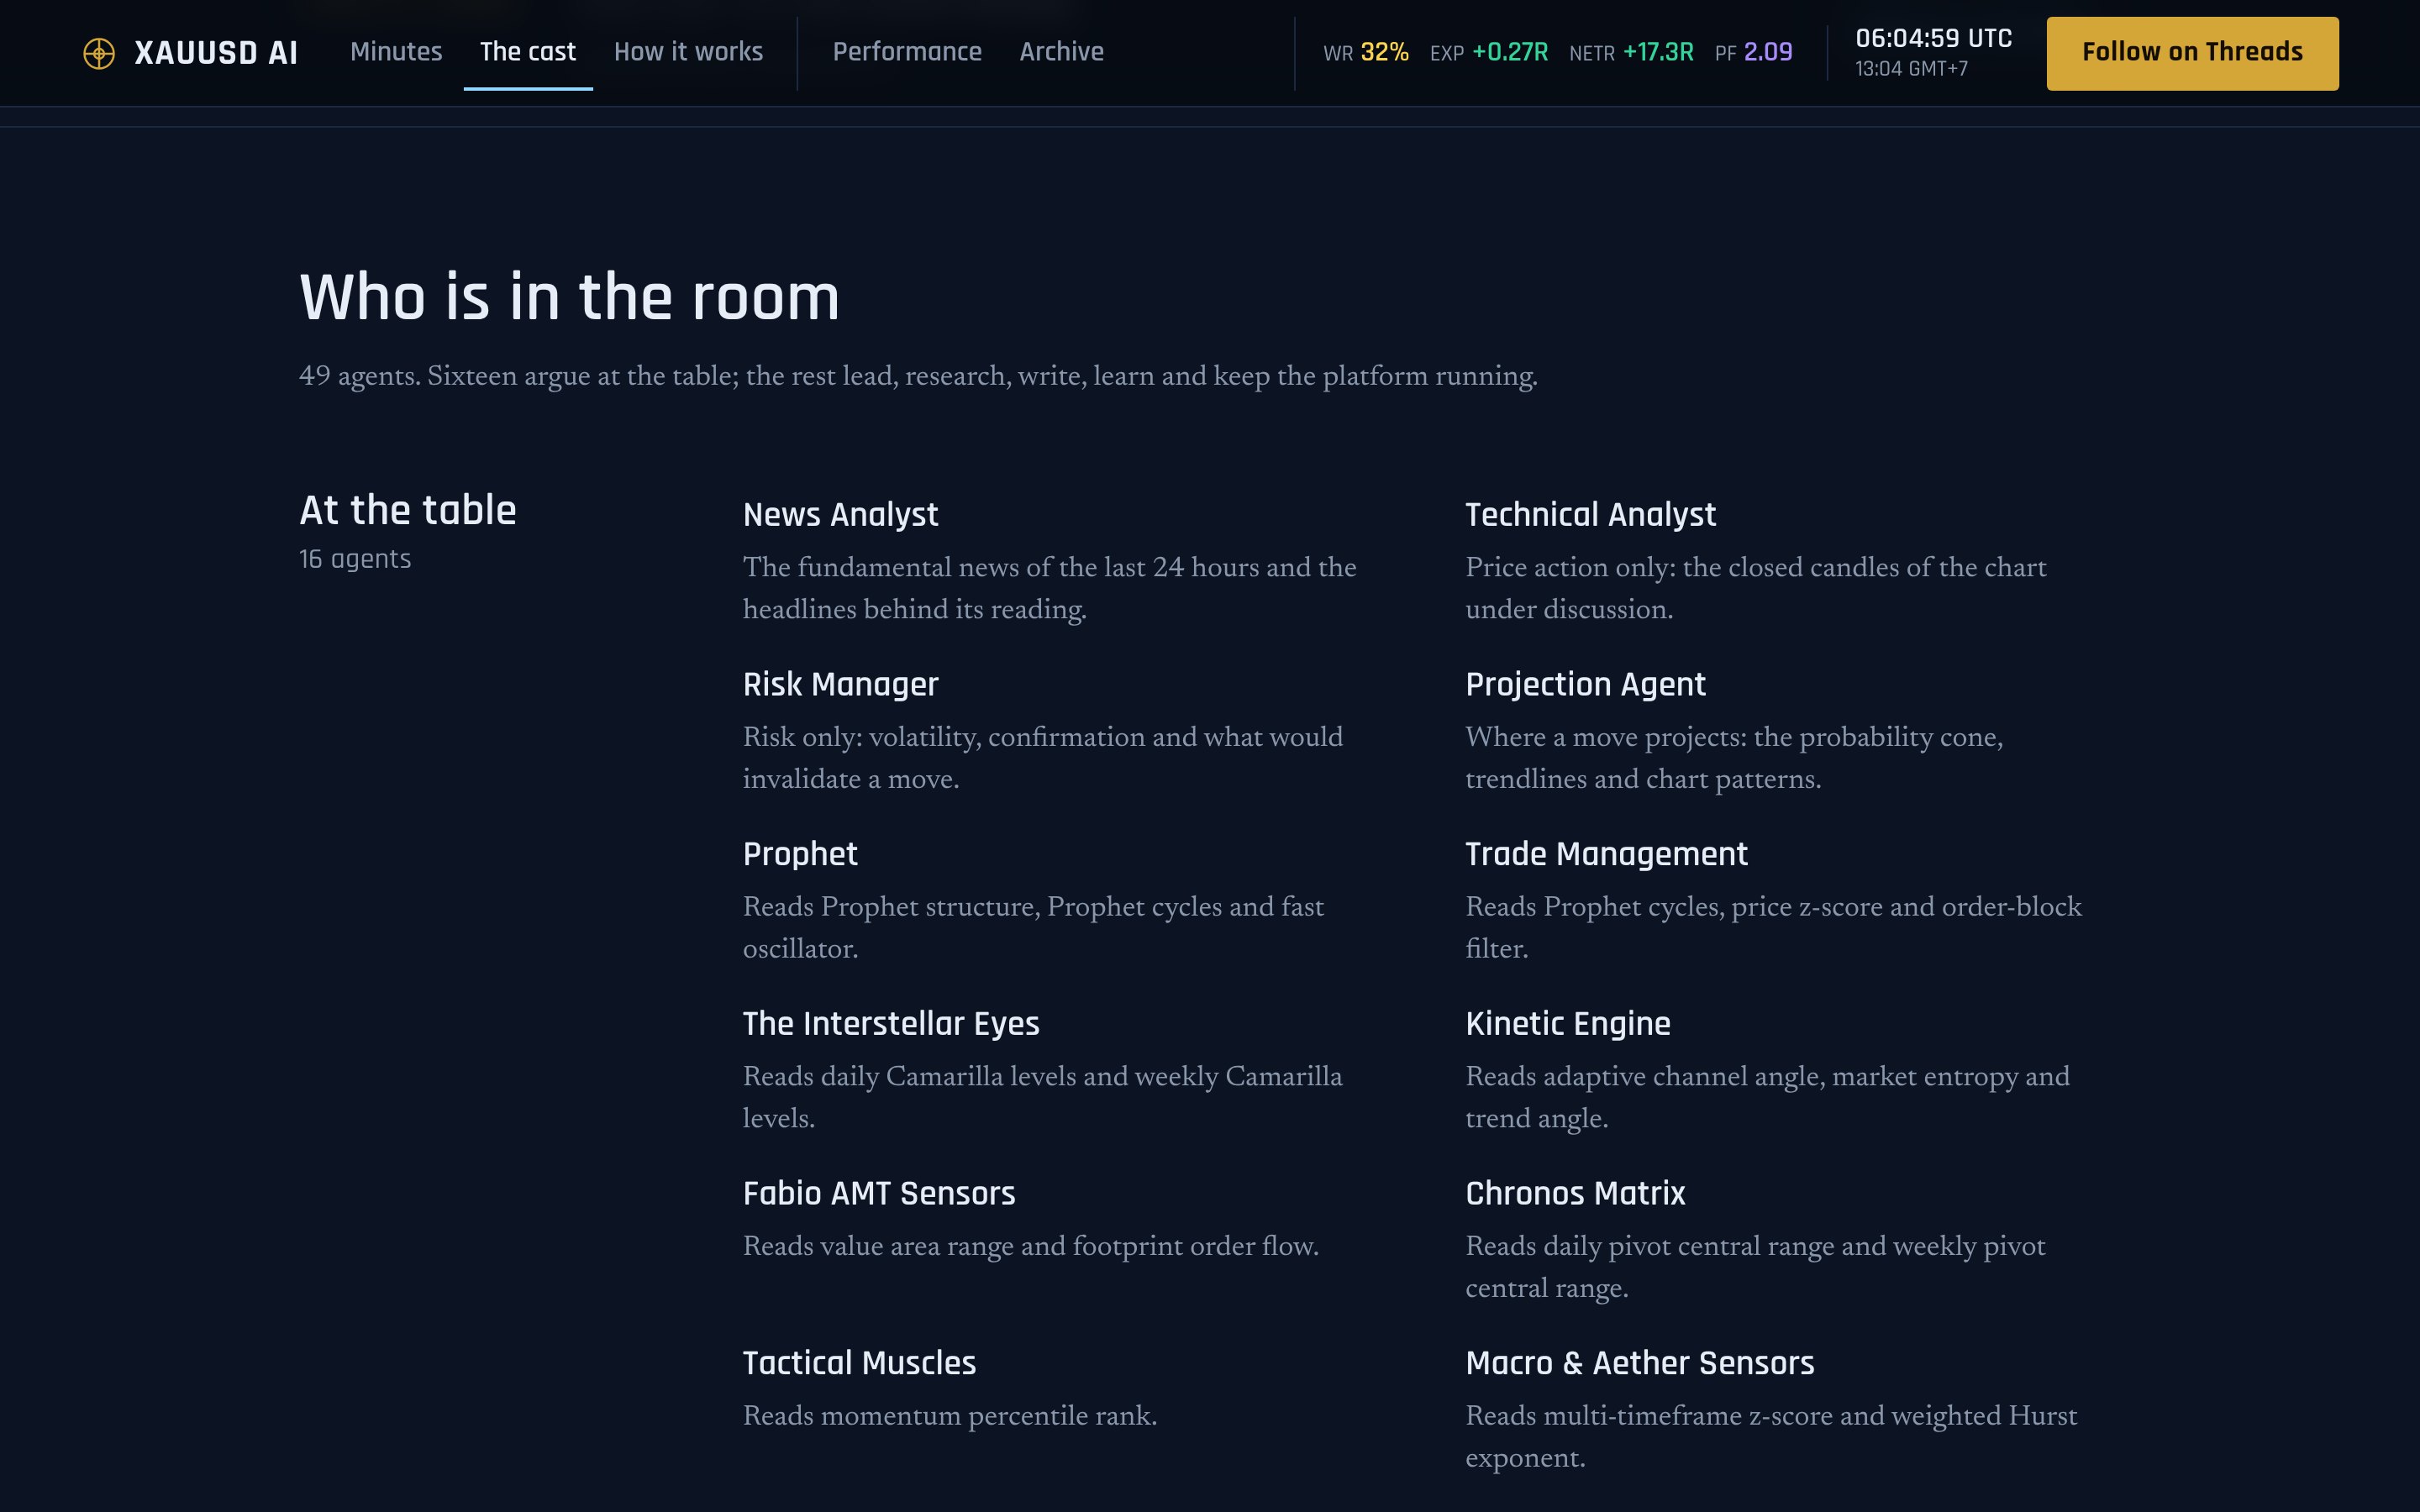 XAUUSD AI
Minutes
The cast
How it works
Performance
Archive
WR 32% EXP +0.27R NETR +17.3R PF 2.09
06:04:59 UTC
13:04 GMT+7
Follow on Threads
Who is in the room
49 agents. Sixteen argue at the table; the rest lead, research, write, learn and keep the platform running.
At the table
16 agents
News Analyst
The fundamental news of the last 24 hours and the
headlines behind its reading.
Technical Analyst
Price action only: the closed candles of the chart
under discussion.
Risk Manager
Risk only: volatility, confirmation and what would
invalidate a move.
Projection Agent
Where a move projects: the probability cone,
trendlines and chart patterns.
Prophet
Reads Prophet structure, Prophet cycles and fast
oscillator.
Trade Management
Reads Prophet cycles, price z-score and order-block
filter.
The Interstellar Eyes
Reads daily Camarilla levels and weekly Camarilla
levels.
Kinetic Engine
Reads adaptive channel angle, market entropy and
trend angle.
Fabio AMT Sensors
Reads value area range and footprint order flow.
Chronos Matrix
Reads daily pivot central range and weekly pivot
central range.
Tactical Muscles
Reads momentum percentile rank.
Macro & Aether Sensors
Reads multi-timeframe z-score and weighted Hurst
exponent.